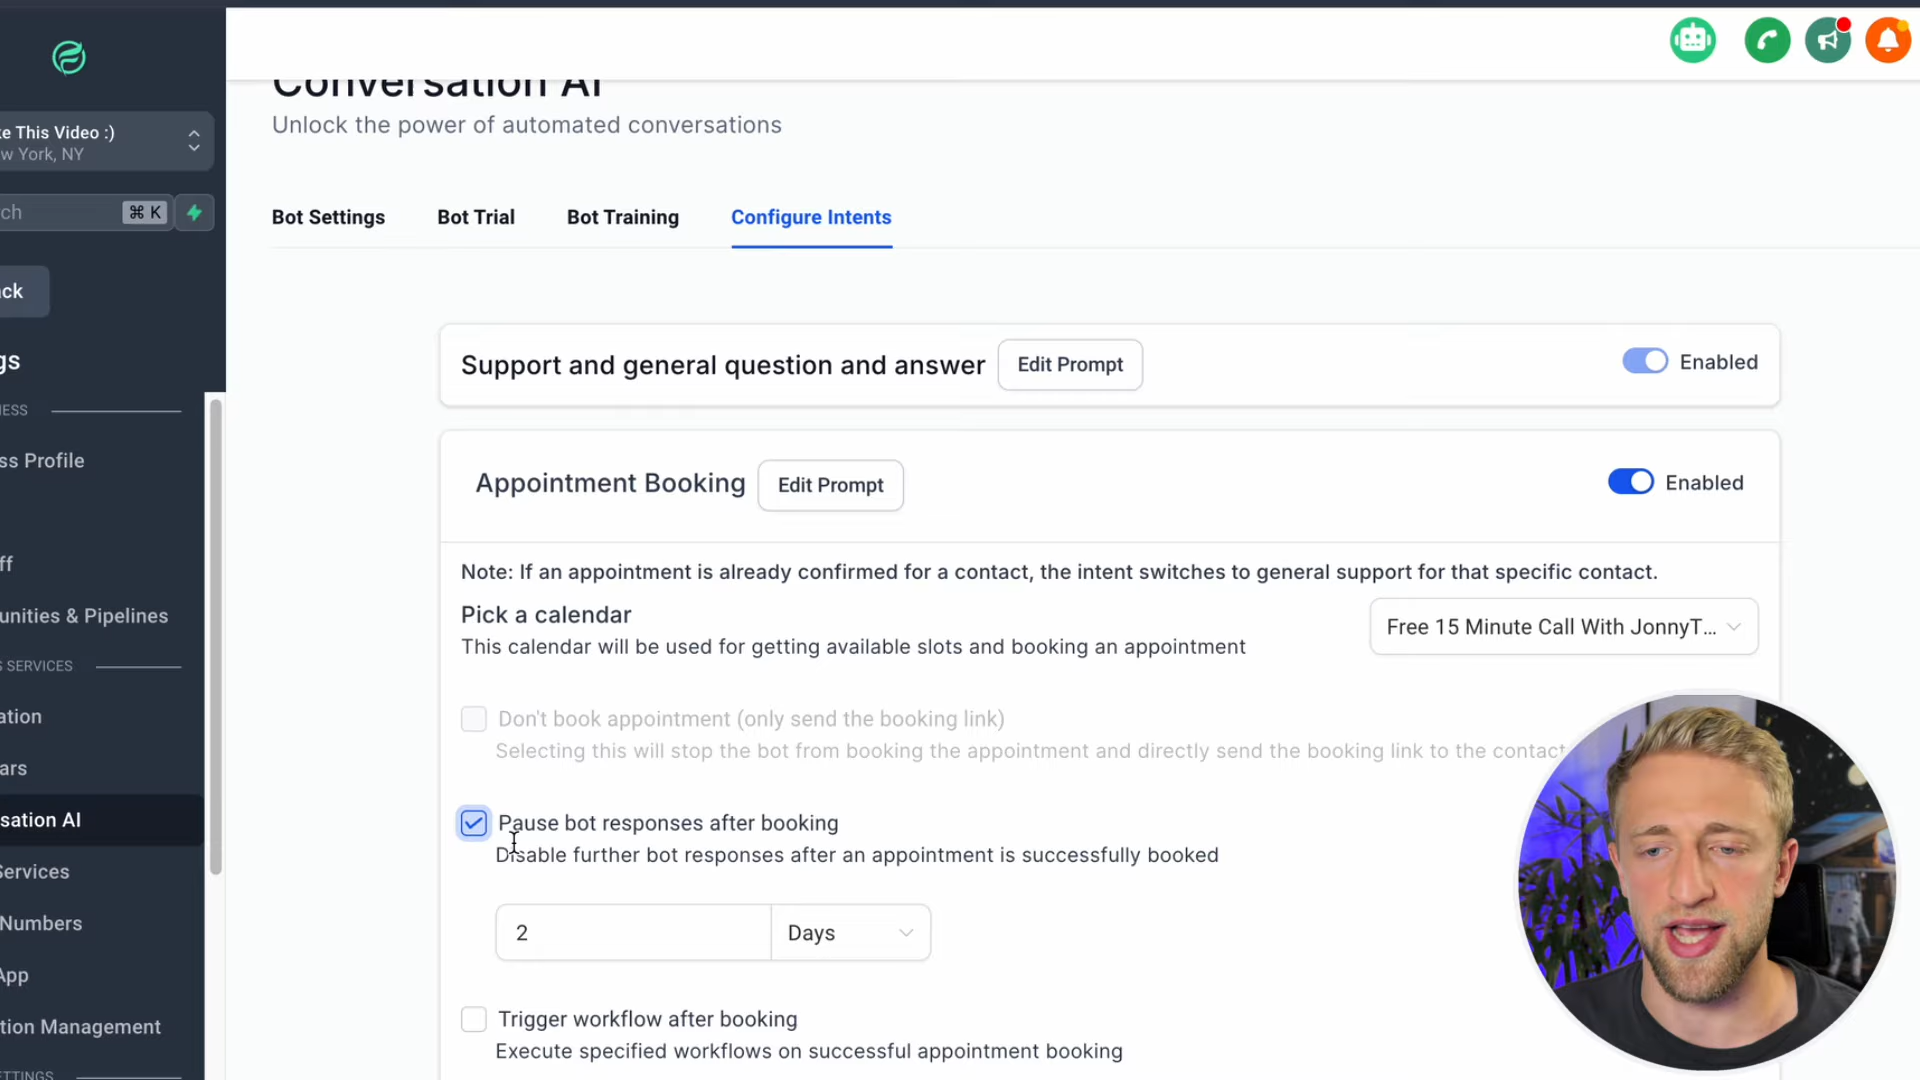 ke This Video :)
w York, NY
ch
⌘ K
ck
gs
ESS
ss Profile
ff
unities & Pipelines
S SERVICES
ation
ars
sation AI
Services
Numbers
App
tion Management
ETTINGS
Conversation AI
Unlock the power of automated conversations
Bot Settings
Bot Trial
Bot Training
Configure Intents
Support and general question and answer
Edit Prompt
Enabled
Appointment Booking
Edit Prompt
Enabled
Note: If an appointment is already confirmed for a contact, the intent switches to general support for that specific contact.
Pick a calendar
This calendar will be used for getting available slots and booking an appointment
Free 15 Minute Call With JonnyT...
Don't book appointment (only send the booking link)
Selecting this will stop the bot from booking the appointment and directly send the booking link to the contact
Pause bot responses after booking
Disable further bot responses after an appointment is successfully booked
2
Days
Trigger workflow after booking
Execute specified workflows on successful appointment booking